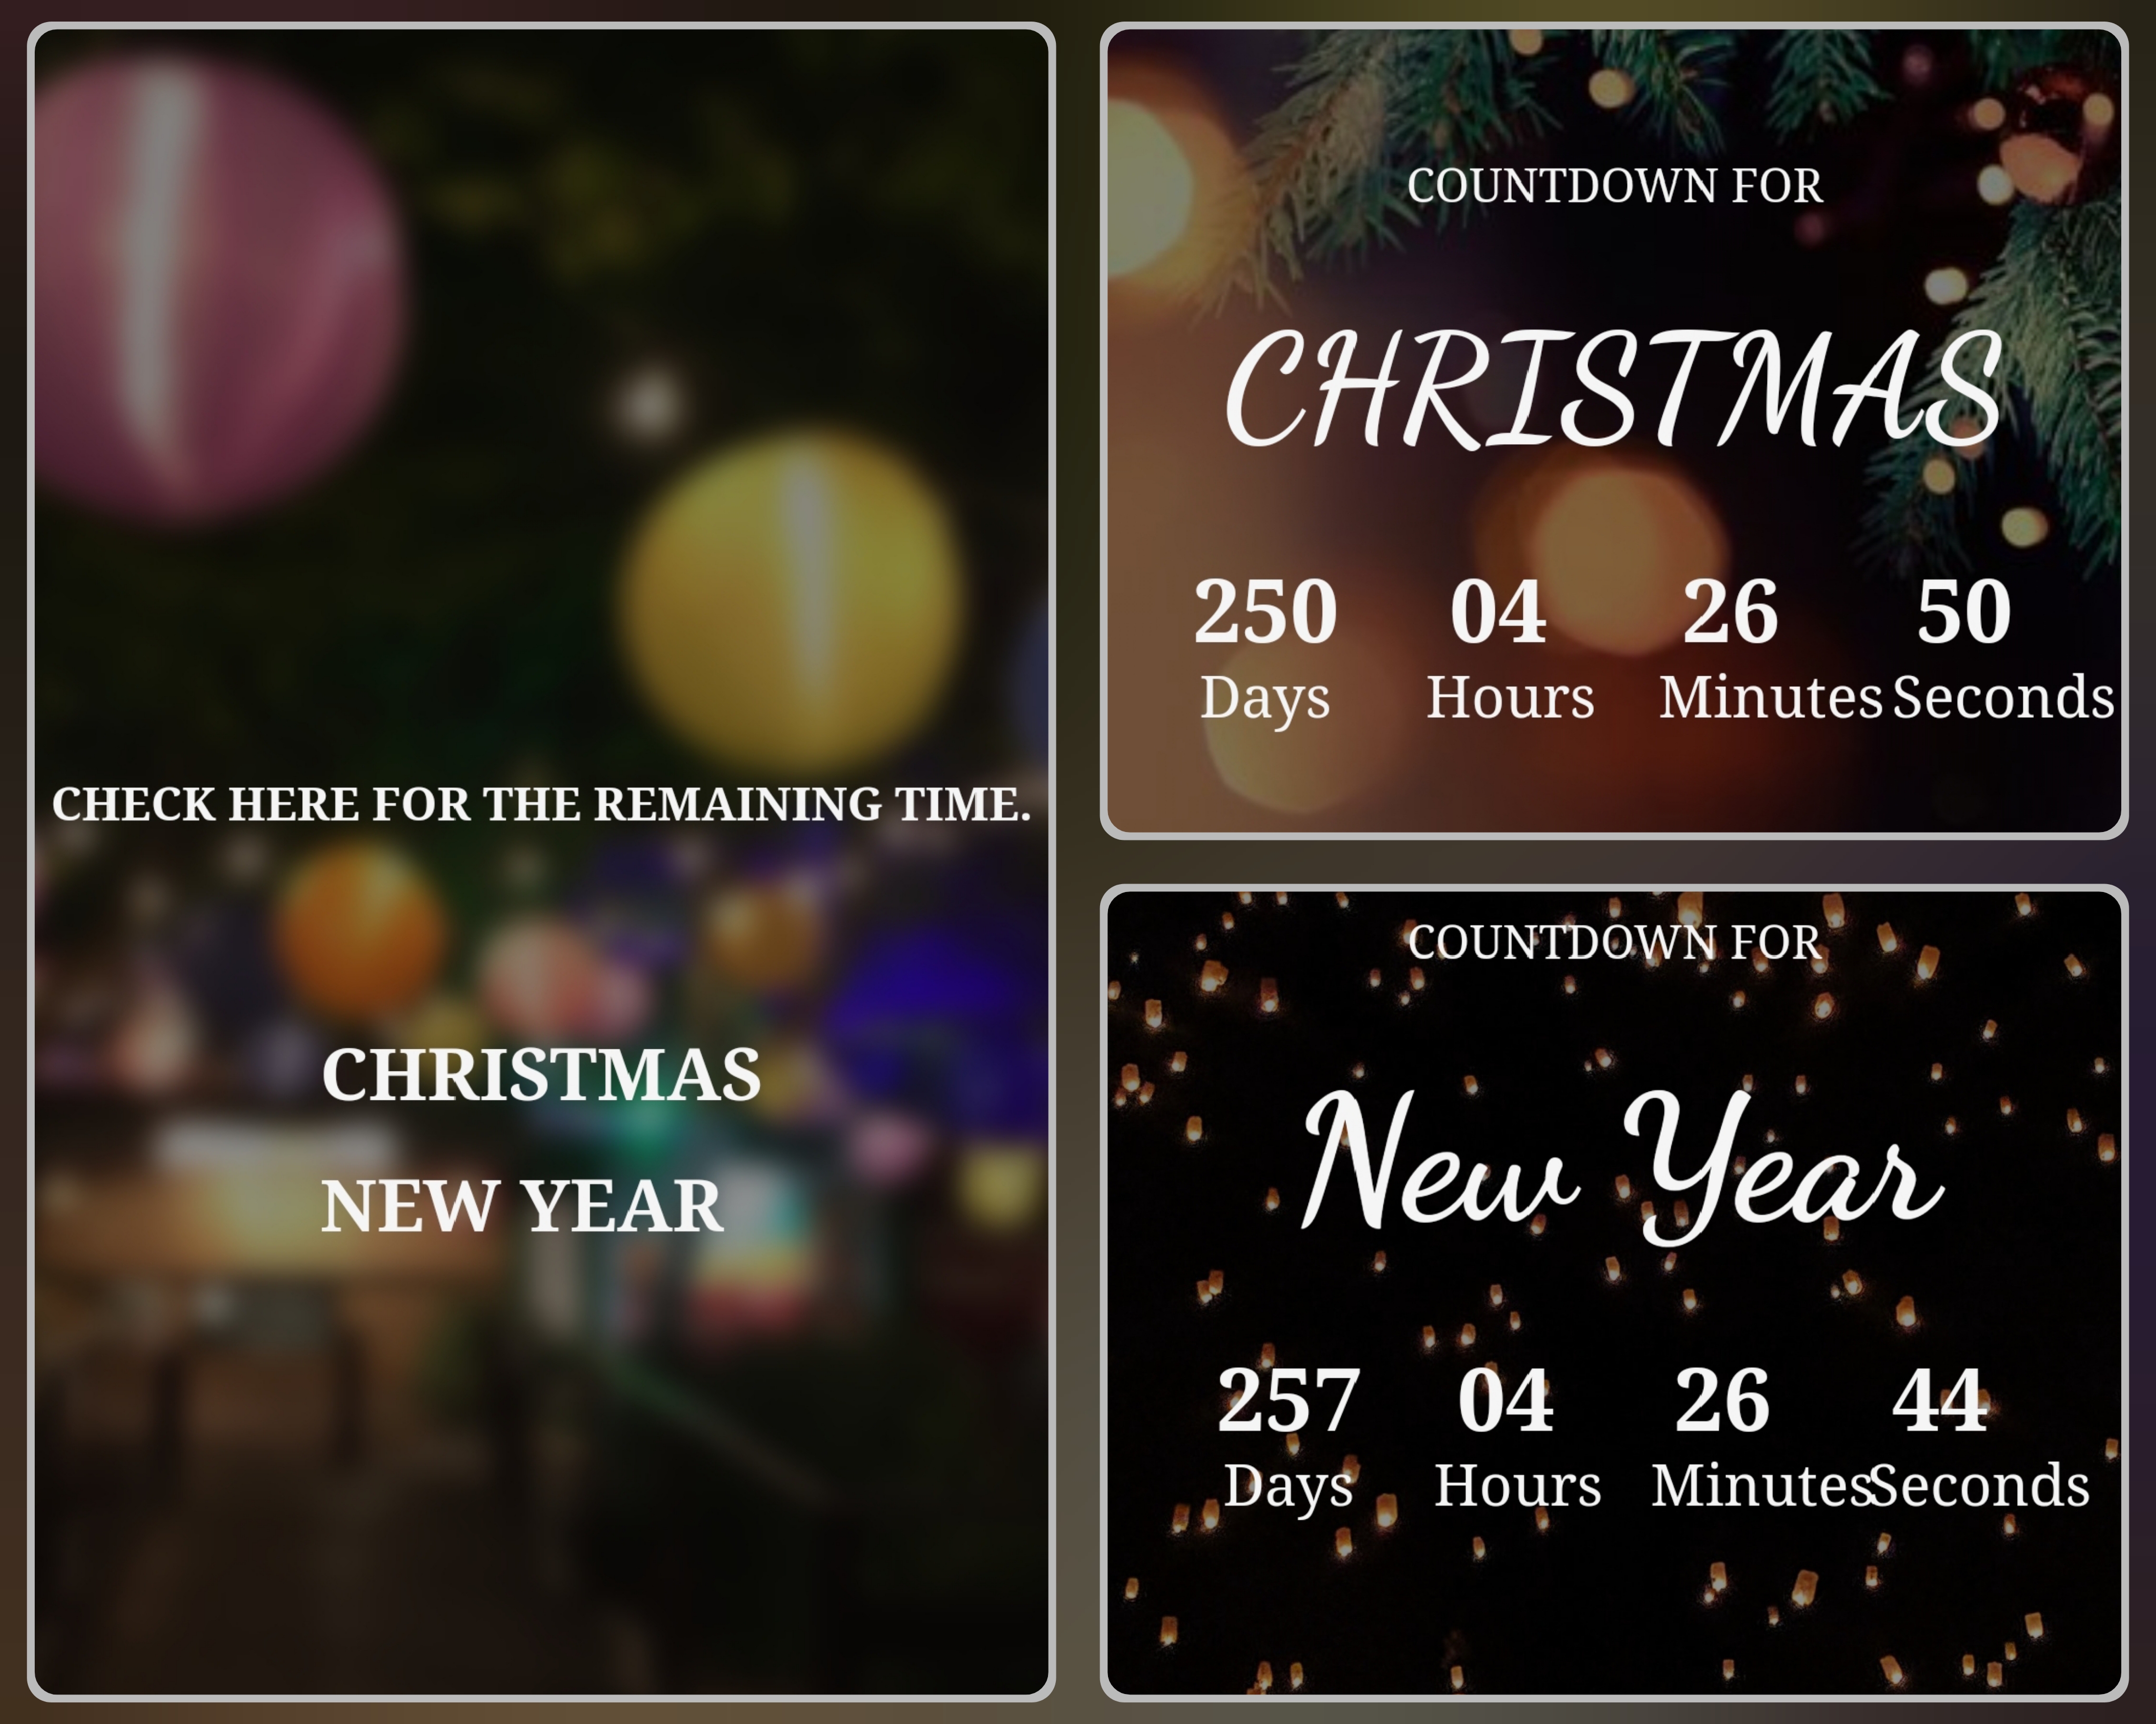 CHECK HERE FOR THE REMAINING TIME.
CHRISTMAS
NEW YEAR
COUNTDOWN FOR
CHRISTMAS
250 04 26 50
Days Hours Minutes Seconds
COUNTDOWN FOR
New Year
257 04 26 44
Days Hours Minutes Seconds